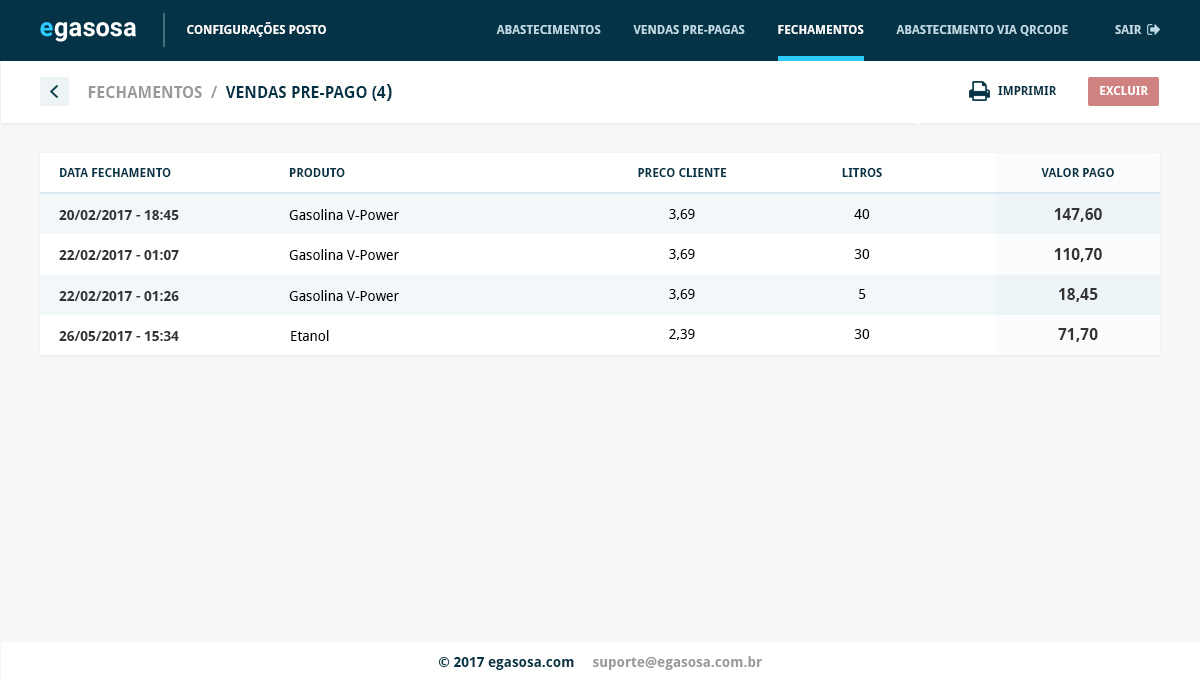 egasosa CONFIGURAÇÕES POSTO ABASTECIMENTOS VENDAS PRE-PAGAS FECHAMENTOS ABASTECIMENTO VIA QRCODE SAIR
FECHAMENTOS / VENDAS PRE-PAGO (4) IMPRIMIR EXCLUIR
DATA FECHAMENTO PRODUTO PRECO CLIENTE LITROS VALOR PAGO
20/02/2017 - 18:45 Gasolina V-Power 3,69 40 147,60
22/02/2017 - 01:07 Gasolina V-Power 3,69 30 110,70
22/02/2017 - 01:26 Gasolina V-Power 3,69 5 18,45
26/05/2017 - 15:34 Etanol 2,39 30 71,70
© 2017 egasosa.com suporte@egasosa.com.br